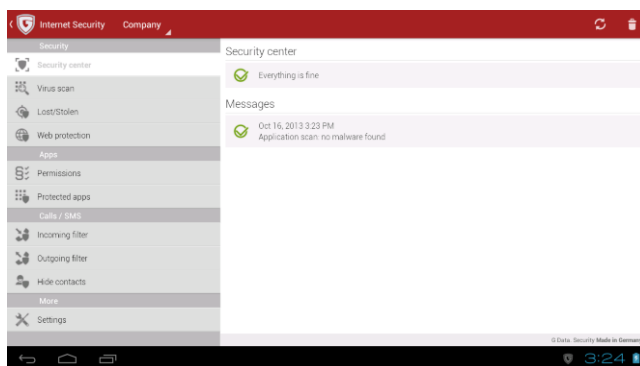 Internet Security Company
Security
Security center
Virus scan
Lost/Stolen
Web protection
Apps
Permissions
Protected apps
Calls / SMS
Incoming filter
Outgoing filter
Hide contacts
More
Settings
Security center
Everything is fine
Messages
Oct 16, 2013 3:23 PM
Application scan: no malware found
G Data. Security Made in German
3:24